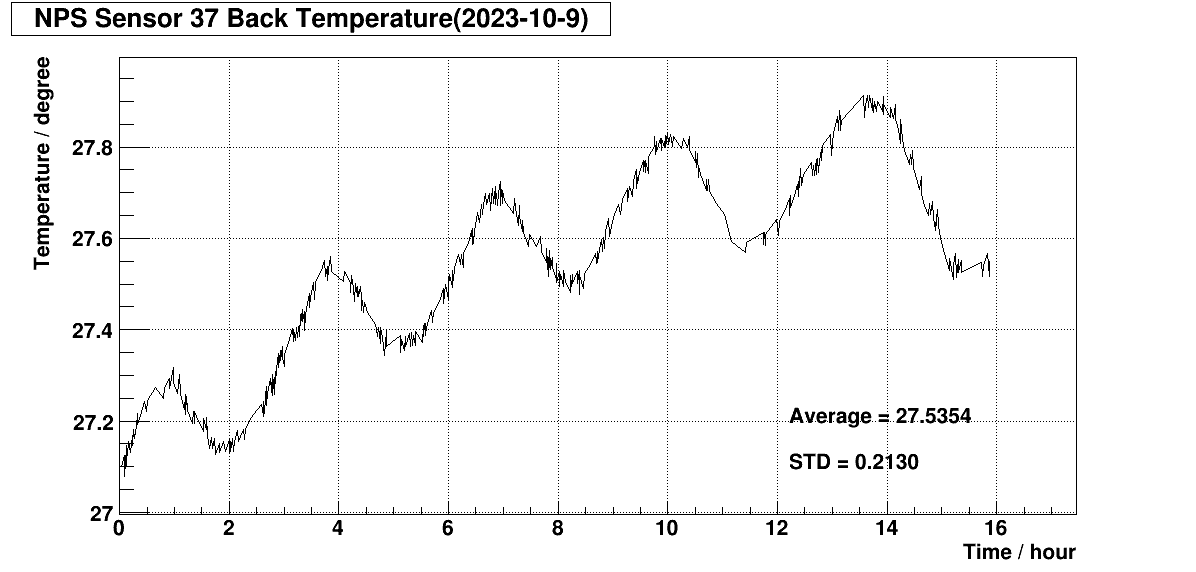 NPS Sensor 37 Back Temperature(2023-10-9)
Temperature / degree
27.8
27.6
27.4
27.2
27
Average = 27.5354
STD = 0.2130
0 2 4 6 8 10 12 14 16
Time / hour